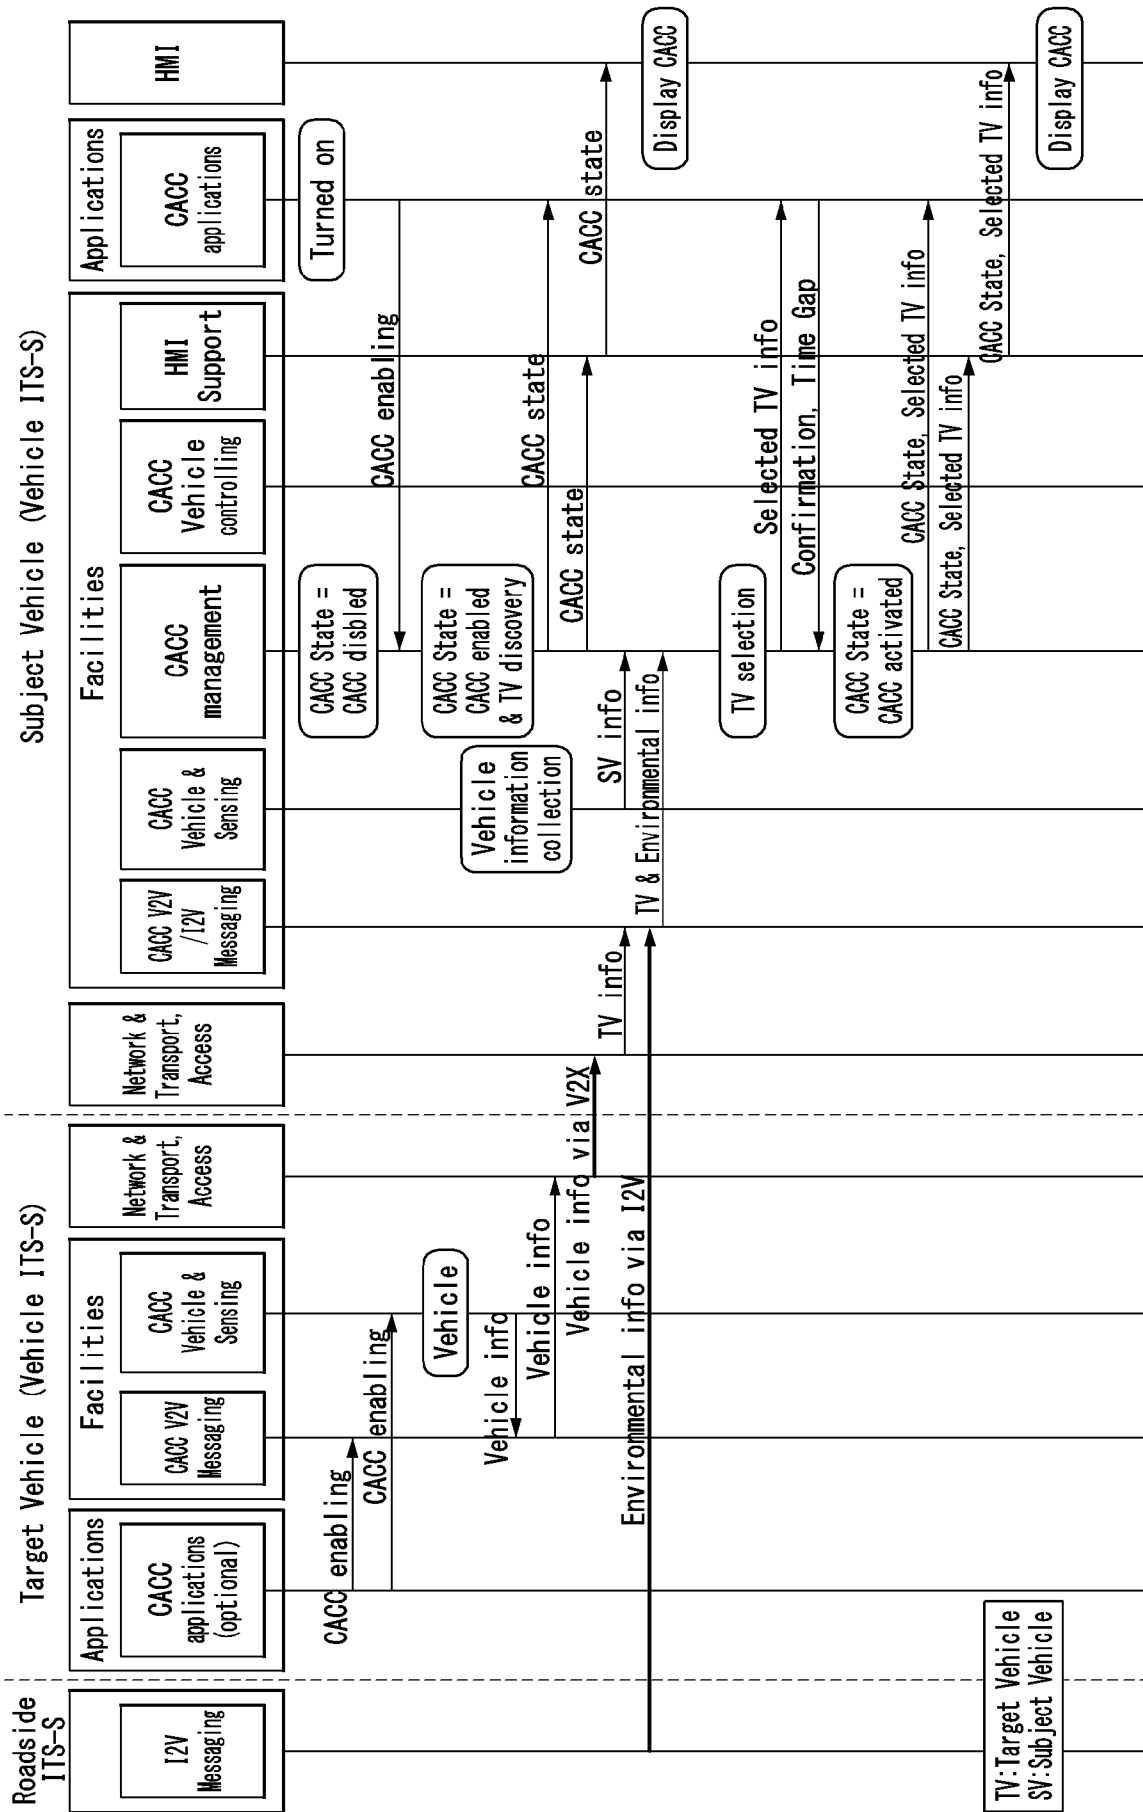 Roadside
ITS-S
Target Vehicle (Vehicle ITS-S)
Subject Vehicle (Vehicle ITS-S)
I2V
Messaging
Applications
CACC
applications
(optional)
Facilities
CACC V2V
Messaging
CACC
Vehicle &
Sensing
Network &
Transport,
Access
Network &
Transport,
Access
Facilities
CACC V2V
/I2V
Messaging
CACC
Vehicle &
Sensing
CACC
management
CACC
Vehicle
controlling
HMI
Support
Applications
CACC
applications
HMI
Turned on
CACC State =
CACC disbled
CACC enabling
CACC enabling
CACC enabling
Vehicle
CACC State =
CACC enabled
& TV discovery
Vehicle
information
collection
Vehicle info
Vehicle info
CACC state
CACC state
CACC state
Vehicle info via V2X
TV info
SV info
Environmental info via I2V
TV & Environmental info
Display CACC
TV selection
Selected TV info
Confirmation, Time Gap
CACC State =
CACC activated
CACC State, Selected TV info
CACC State, Selected TV info
CACC State, Selected TV info
Display CACC
TV:Target Vehicle
SV:Subject Vehicle